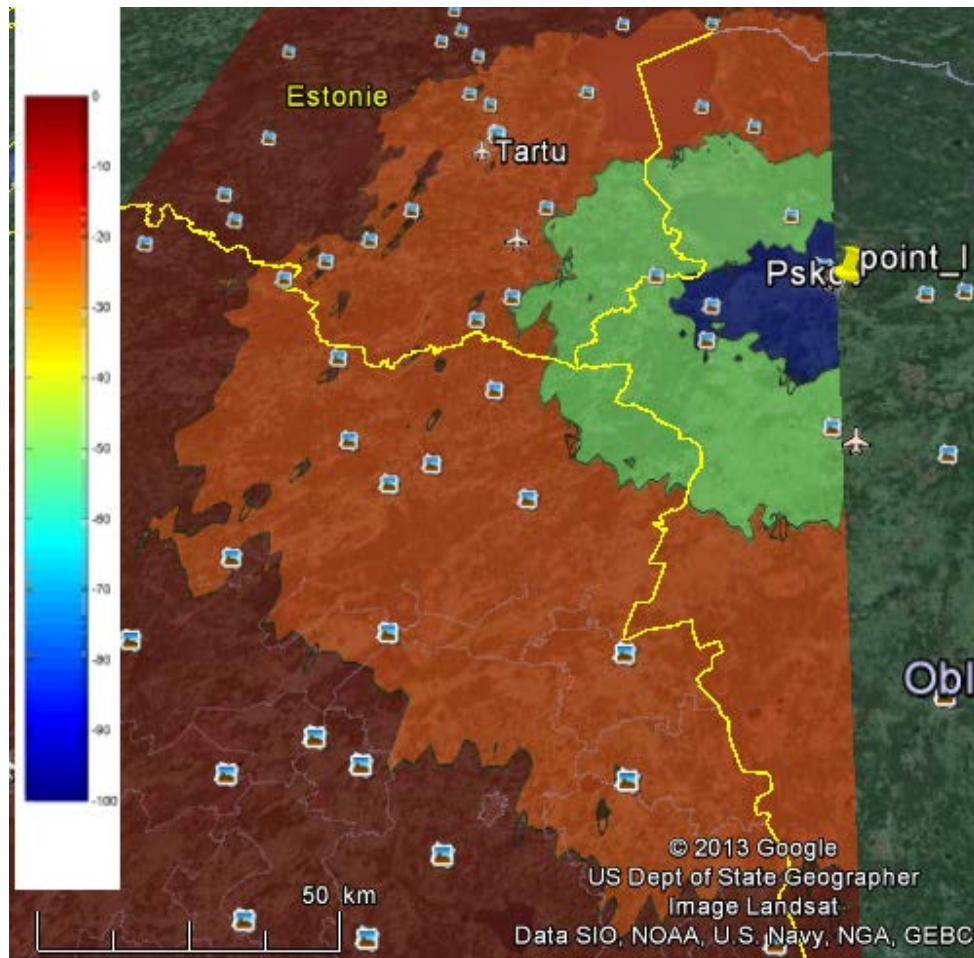 0
-10
-20
-30
-40
-50
-60
-70
-80
-90
-100
Estonie
Tartu
point_l
Obl
50 km
© 2013 Google
US Dept of State Geographer
Image Landsat
Data SIO, NOAA, U.S. Navy, NGA, GEBC